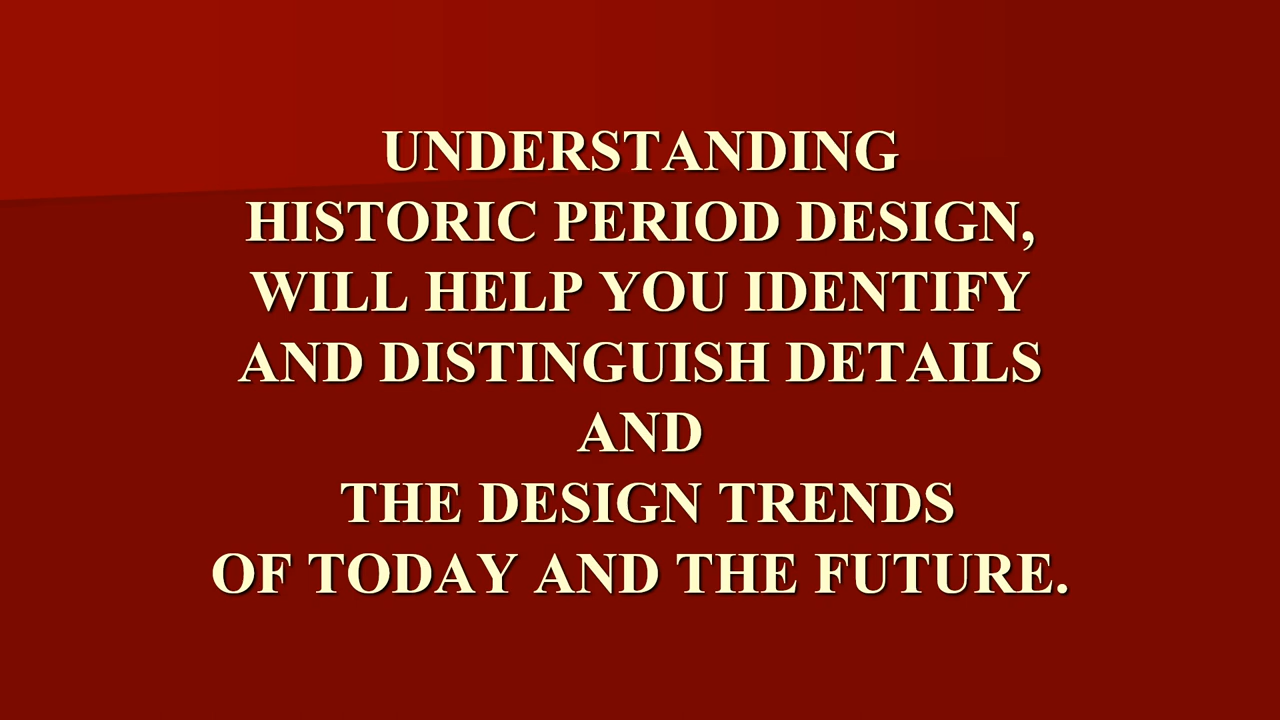 UNDERSTANDING
HISTORIC PERIOD DESIGN,
WILL HELP YOU IDENTIFY
AND DISTINGUISH DETAILS
AND
THE DESIGN TRENDS
OF TODAY AND THE FUTURE.